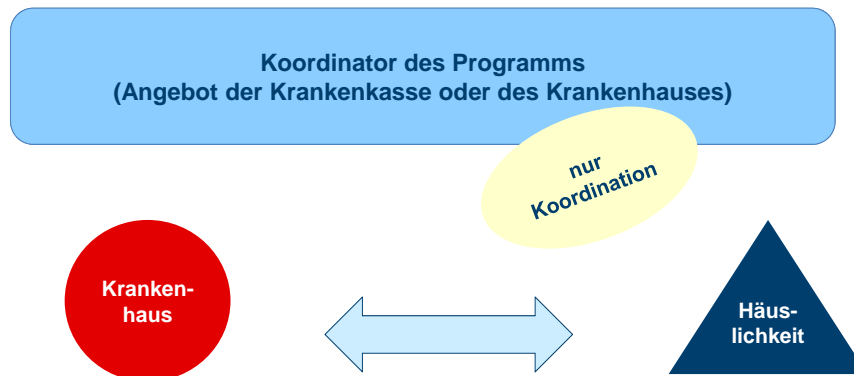 Koordinator des Programms
(Angebot der Krankenkasse oder des Krankenhauses)
nur
Koordination
Kranken-
haus
Häus-
lichkeit